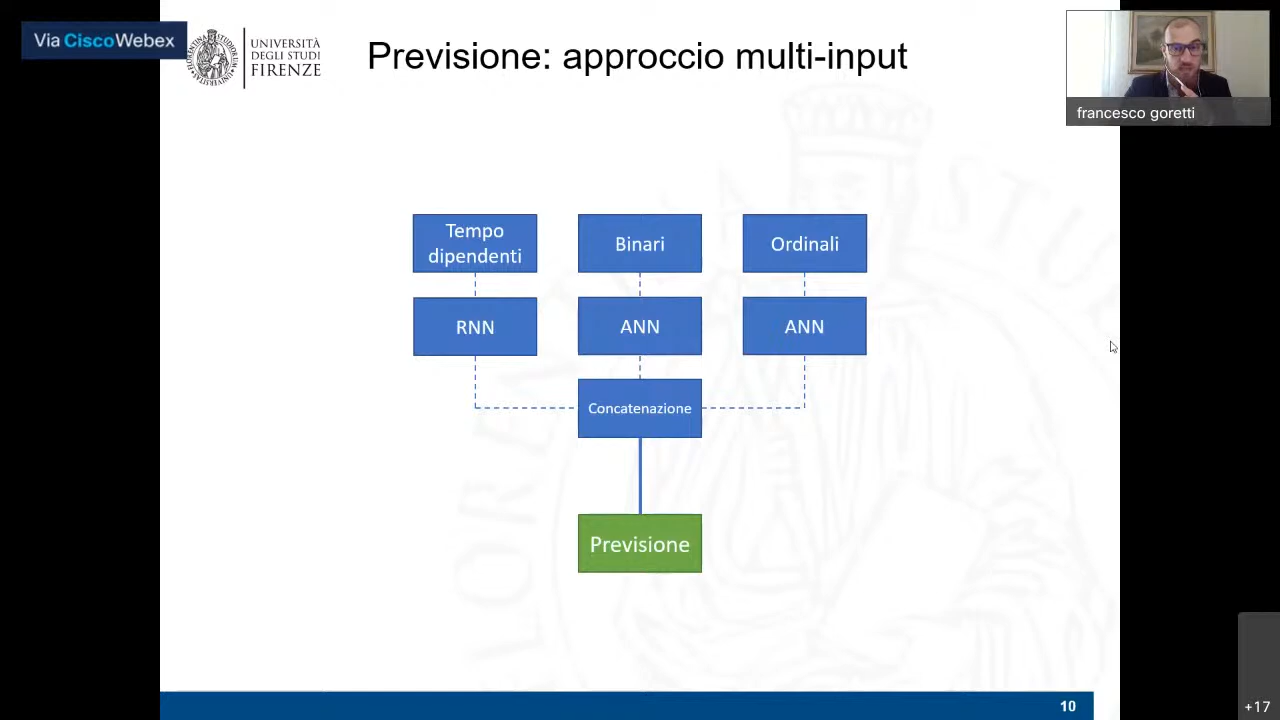 Via Cisco Webex
UNIVERSITÀ
DEGLI STUDI
FIRENZE
Previsione: approccio multi-input
francesco goretti
Tempo
dipendenti
Binari
Ordinali
RNN
ANN
ANN
Concatenazione
Previsione
10
+17